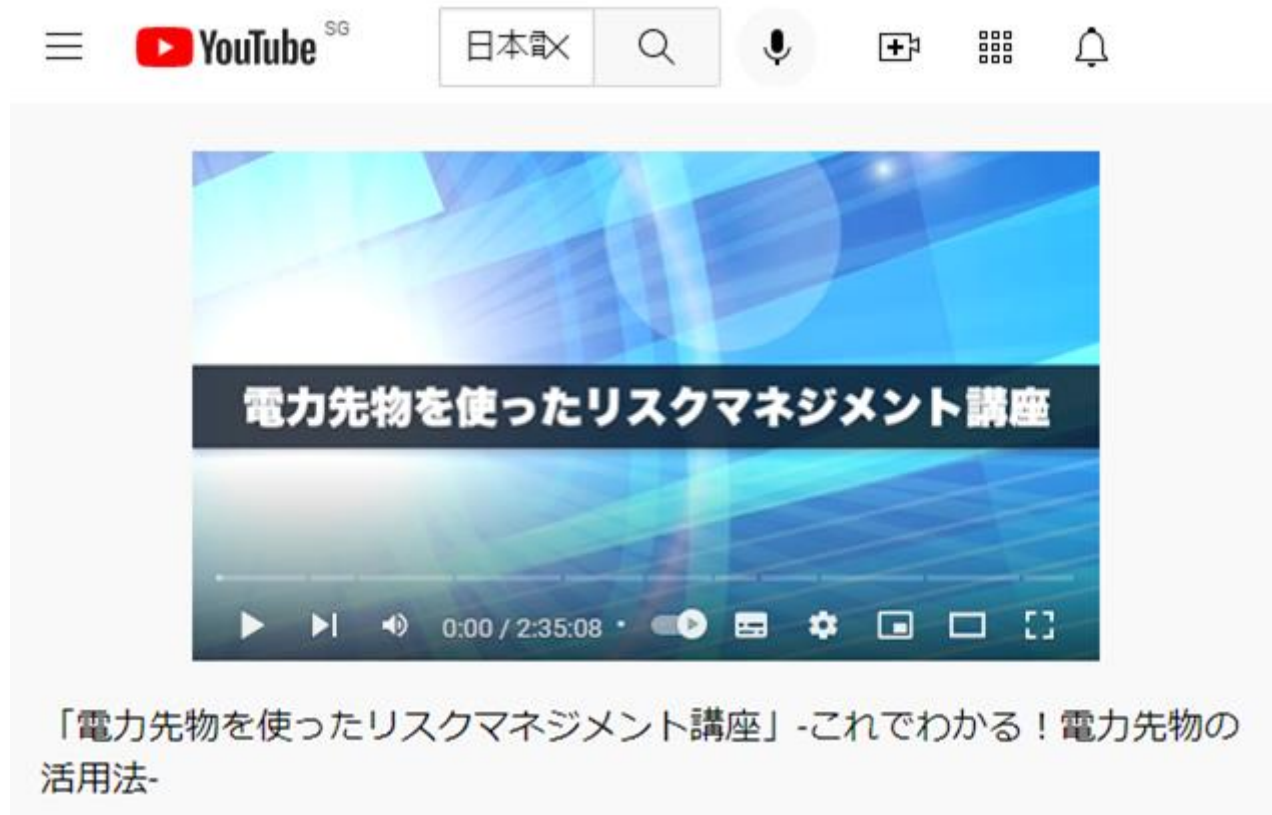 YouTube SG
日本電
電力先物を使ったリスクマネジメント講座
0:00 / 2:35:08
「電力先物を使ったリスクマネジメント講座」-これでわかる！電力先物の
活用法-